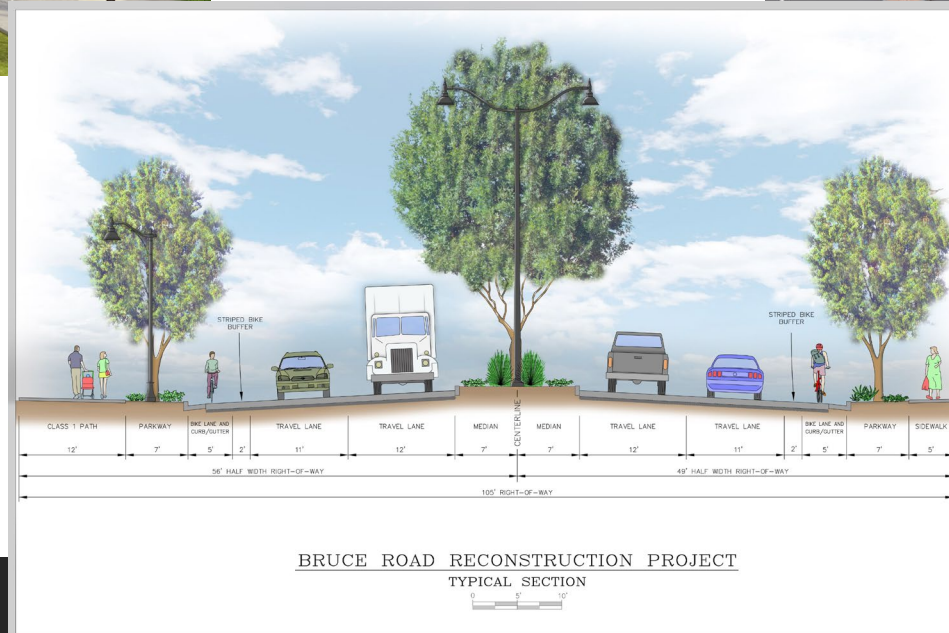 STRIPED BIKE
BUFFER
STRIPED BIKE
BUFFER
CLASS 1 PATH
PARKWAY
BIKE LANE AND
CURB/GUTTER
TRAVEL LANE
TRAVEL LANE
MEDIAN
CENTERLINE
MEDIAN
TRAVEL LANE
TRAVEL LANE
BIKE LANE AND
CURB/GUTTER
PARKWAY
SIDEWALK
12' 7' 5' 2' 11' 12' 7' 7' 12' 11' 2' 5' 7' 5'
56' HALF WIDTH RIGHT-OF-WAY
49' HALF WIDTH RIGHT-OF-WAY
105' RIGHT-OF-WAY
BRUCE ROAD RECONSTRUCTION PROJECT
TYPICAL SECTION
0 5' 10'